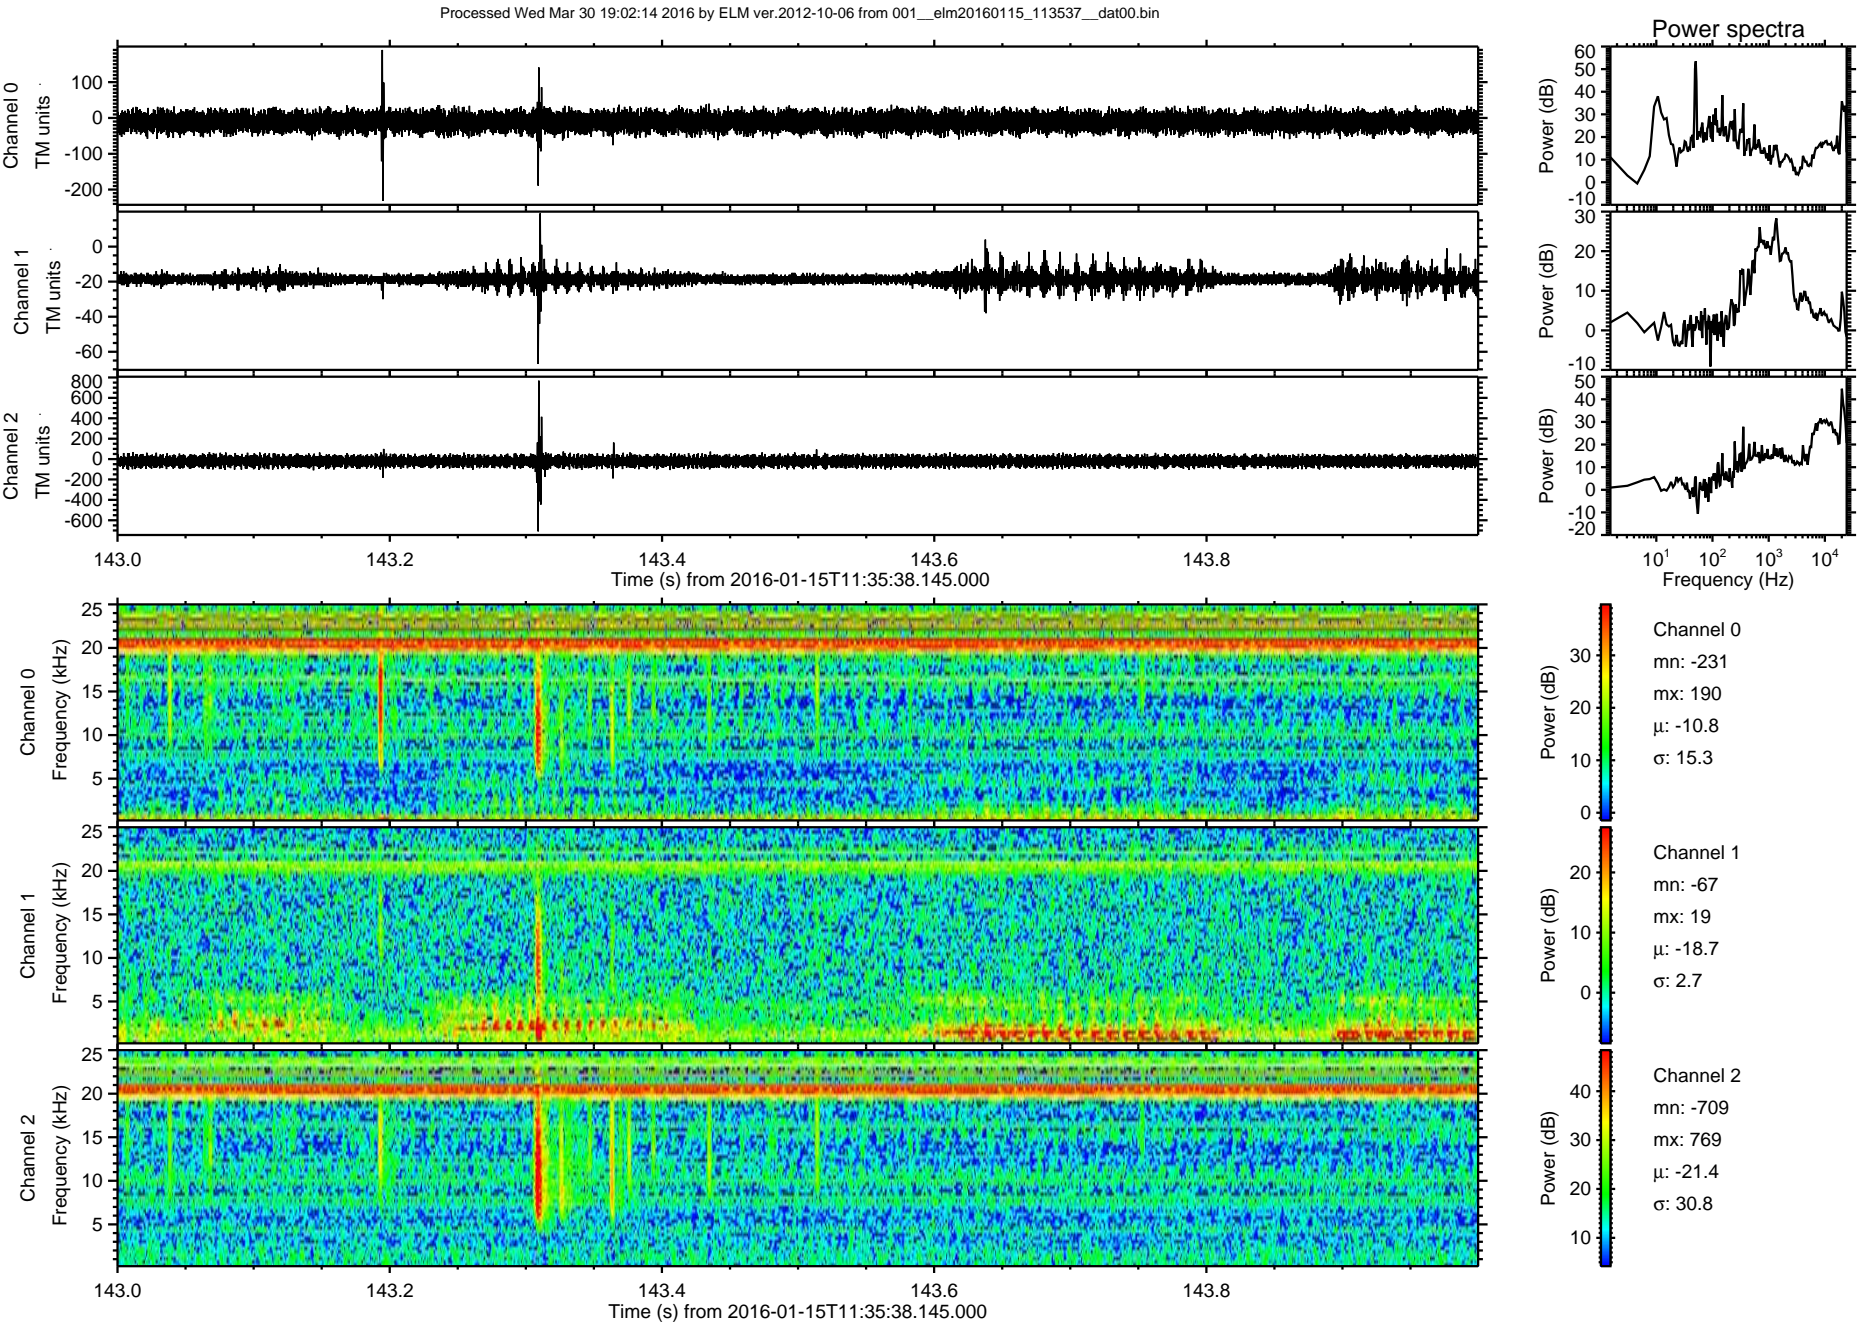 Processed Wed Mar 30 19:02:14 2016 by ELM ver.2012-10-06 from 001__elm20160115_113537__dat00.bin
Power spectra
Channel 0
TM units
100
0
-100
-200
Power (dB)
60
50
40
30
20
10
0
-10
Channel 1
TM units
0
-20
-40
-60
Power (dB)
30
20
10
0
-10
Channel 2
TM units
800
600
400
200
0
-200
-400
-600
Power (dB)
50
40
30
20
10
0
-10
-20
143.0 143.2 143.4 143.6 143.8
Time (s) from 2016-01-15T11:35:38.145.000
10¹ 10² 10³ 10⁴
Frequency (Hz)
Channel 0
Frequency (kHz)
25
20
15
10
5
Power (dB)
30
20
10
0
Channel 0
mn: -231
mx: 190
μ: -10.8
σ: 15.3
Channel 1
Frequency (kHz)
25
20
15
10
5
Power (dB)
20
10
0
Channel 1
mn: -67
mx: 19
μ: -18.7
σ: 2.7
Channel 2
Frequency (kHz)
25
20
15
10
5
Power (dB)
40
30
20
10
Channel 2
mn: -709
mx: 769
μ: -21.4
σ: 30.8
143.0 143.2 143.4 143.6 143.8
Time (s) from 2016-01-15T11:35:38.145.000